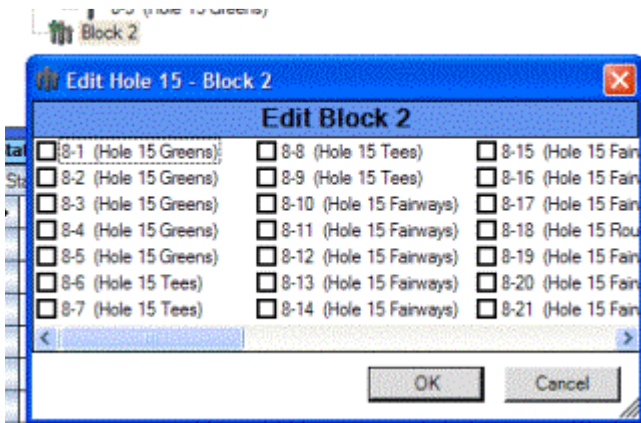 8-5 (Hole 15 Greens)
Block 2
Edit Hole 15 - Block 2
Edit Block 2
8-1 (Hole 15 Greens)
8-2 (Hole 15 Greens)
8-3 (Hole 15 Greens)
8-4 (Hole 15 Greens)
8-5 (Hole 15 Greens)
8-6 (Hole 15 Tees)
8-7 (Hole 15 Tees)
8-8 (Hole 15 Tees)
8-9 (Hole 15 Tees)
8-10 (Hole 15 Fairways)
8-11 (Hole 15 Fairways)
8-12 (Hole 15 Fairways)
8-13 (Hole 15 Fairways)
8-14 (Hole 15 Fairways)
8-15 (Hole 15 Fair
8-16 (Hole 15 Fair
8-17 (Hole 15 Fair
8-18 (Hole 15 Rou
8-19 (Hole 15 Fair
8-20 (Hole 15 Fair
8-21 (Hole 15 Fair
OK
Cancel